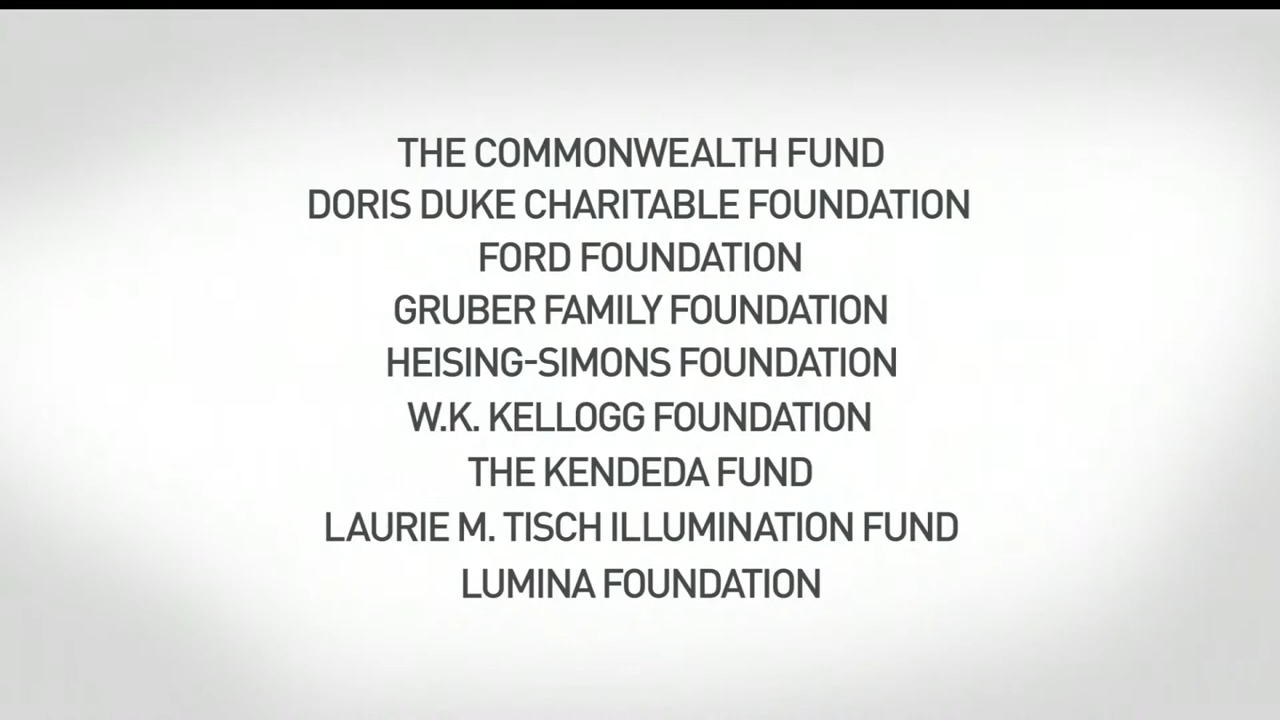 THE COMMONWEALTH FUND
DORIS DUKE CHARITABLE FOUNDATION
FORD FOUNDATION
GRUBER FAMILY FOUNDATION
HEISING-SIMONS FOUNDATION
W.K. KELLOGG FOUNDATION
THE KENDEDA FUND
LAURIE M. TISCH ILLUMINATION FUND
LUMINA FOUNDATION